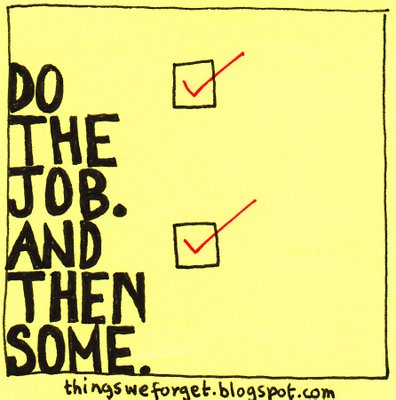 DO
THE
JOB.
AND
THEN
SOME.
thingsweforget.blogspot.com